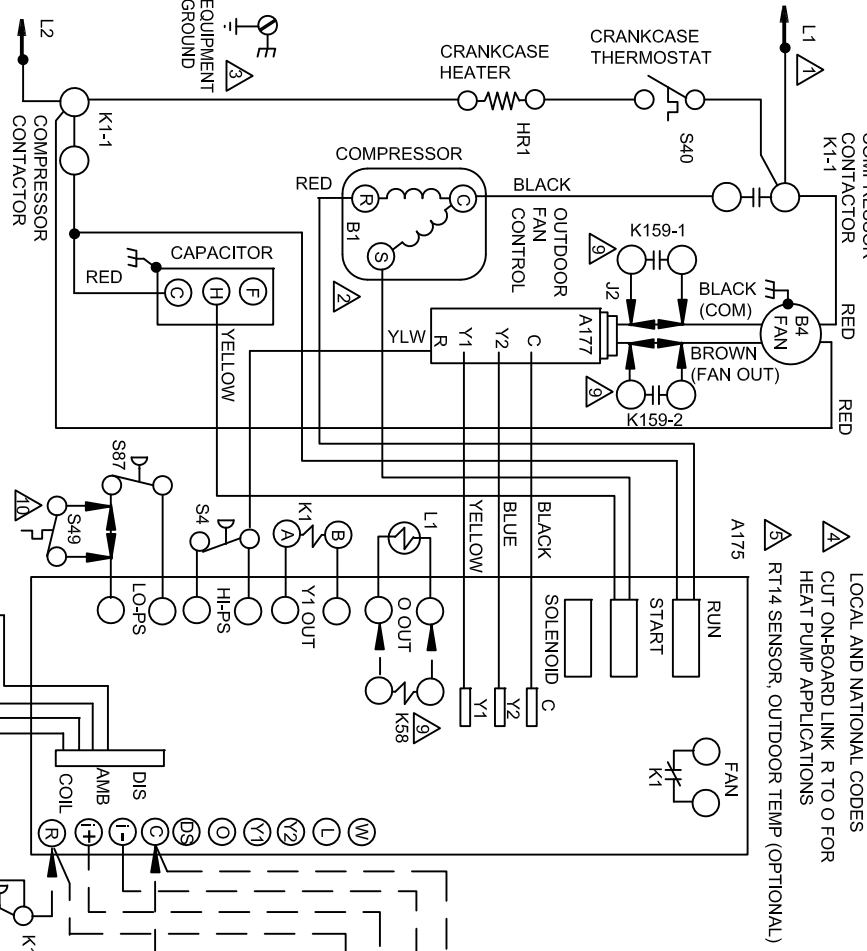 L2
EQUIPMENT
GROUND
3
K1-1
COMPRESSOR
CONTACTOR
CRANKCASE
HEATER
HR1
CRANKCASE
THERMOSTAT
S40
L1
1
COMPRESSOR
CONTACTOR
K1-1
COMPRESSOR
RED
R
B1
C
S
2
BLACK
CAPACITOR
RED
C
H
F
YELLOW
OUTDOOR
FAN
CONTROL
YLW
R
Y1
Y2
C
A177
J2
9
K159-1
BLACK
(COM)
BROWN
(FAN OUT)
9
K159-2
B4
FAN
RED
RED
S87
10
S49
S4
K1
A
B
L1
YELLOW
BLUE
BLACK
A175
LO-PS
HI-PS
Y1 OUT
O OUT
K58
9
SOLENOID
START
RUN
Y1
Y2
C
FAN
K1
COIL
AMB
DIS
R
i+
i-
C
DS
O
Y1
Y2
L
W
LOCAL AND NATIONAL CODES
4
CUT ON-BOARD LINK R TO O FOR
HEAT PUMP APPLICATIONS
5
RT14 SENSOR, OUTDOOR TEMP (OPTIONAL)